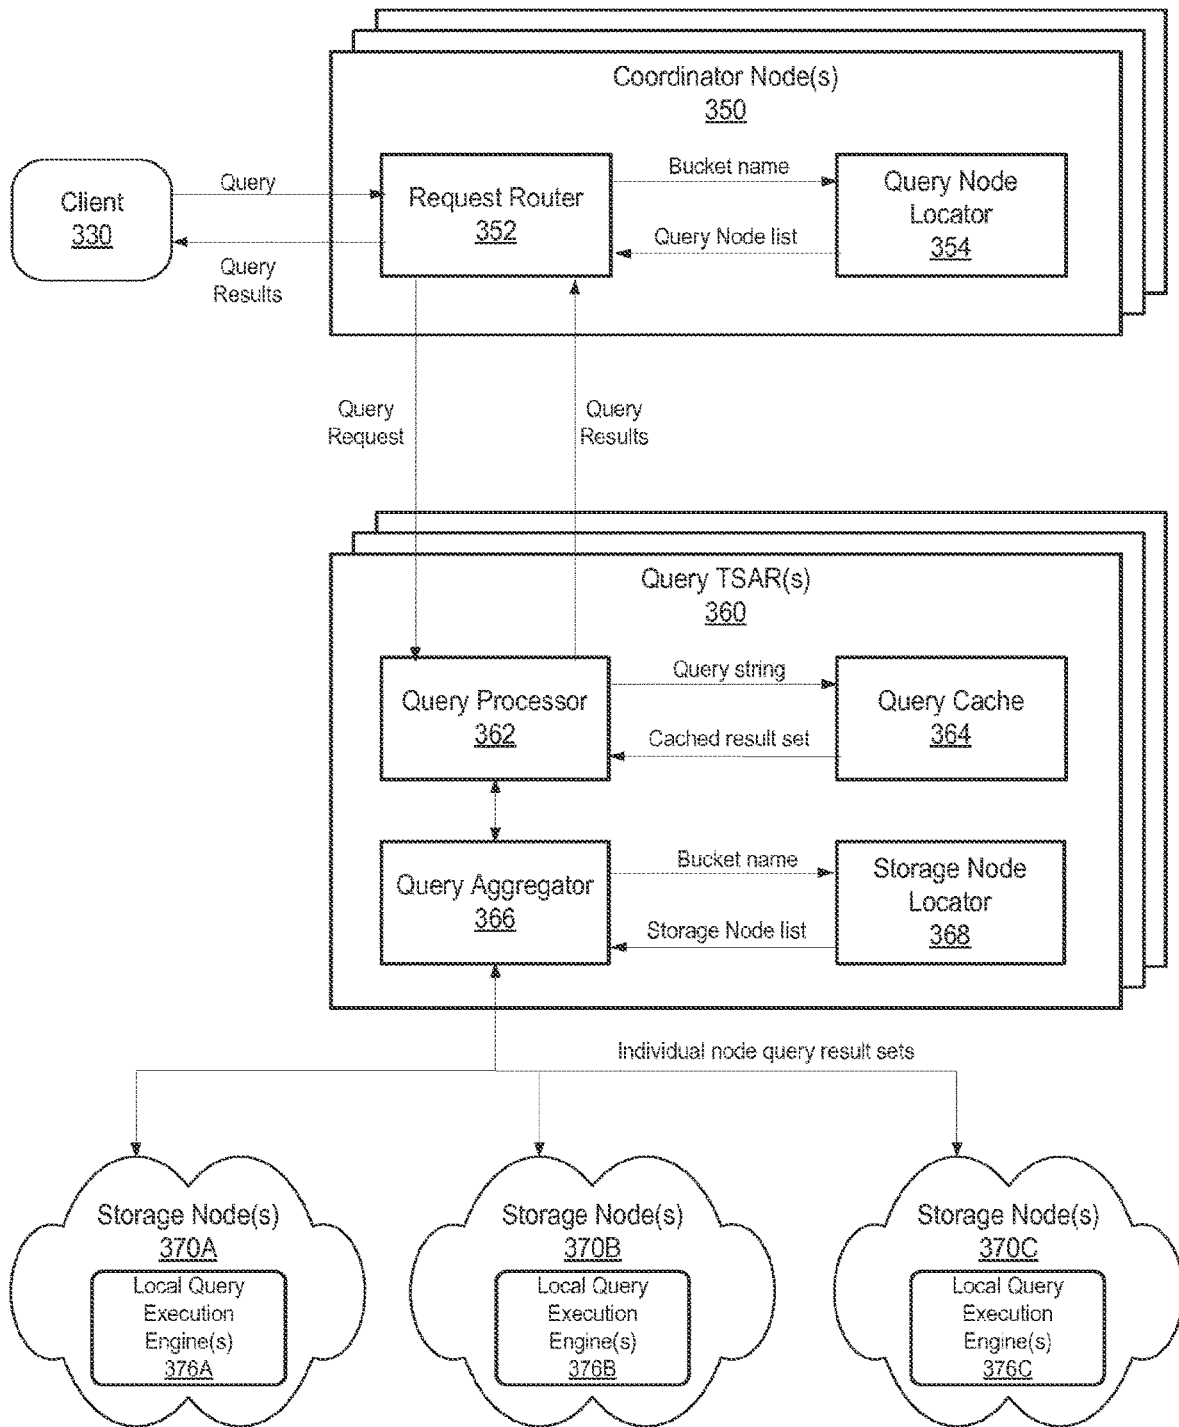 Coordinator Node(s)
350
Client
330
Query
Query
Results
Request Router
352
Bucket name
Query Node list
Query Node
Locator
354
Query
Request
Query
Results
Query TSAR(s)
360
Query Processor
362
Query string
Cached result set
Query Cache
364
Query Aggregator
366
Bucket name
Storage Node list
Storage Node
Locator
368
Individual node query result sets
Storage Node(s)
370A
Local Query
Execution
Engine(s)
376A
Storage Node(s)
370B
Local Query
Execution
Engine(s)
376B
Storage Node(s)
370C
Local Query
Execution
Engine(s)
376C